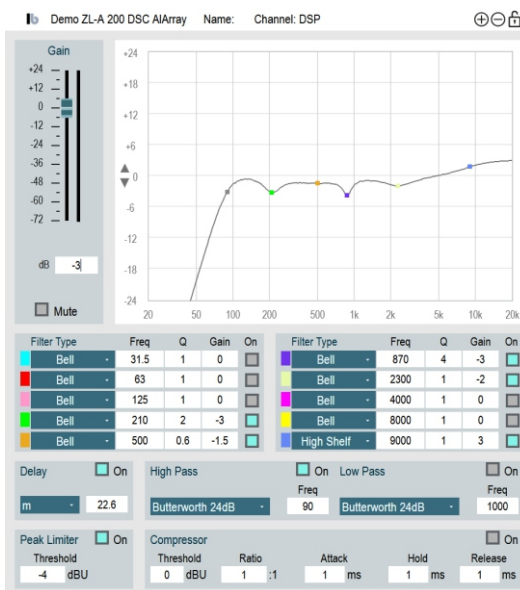 lb Demo ZL-A 200 DSC AIArray Name: Channel: DSP
Gain
+24
+12
0
-12
-24
-36
-48
-60
-72
dB -3
Mute
+24
+18
+12
+6
0
-6
-12
-18
-24
20 50 100 200 500 1k 2k 5k 10k 20k
Filter Type Freq Q Gain On
Bell 31.5 1 0
Bell 63 1 0
Bell 125 1 0
Bell 210 2 -3
Bell 500 0.6 -1.5
Filter Type Freq Q Gain On
Bell 870 4 -3
Bell 2300 1 -2
Bell 4000 1 0
Bell 8000 1 0
High Shelf 9000 1 3
Delay On
m 22.6
High Pass On
Freq
Butterworth 24dB 90
Low Pass On
Freq
Butterworth 24dB 1000
Peak Limiter On
Threshold
-4 dBU
Compressor On
Threshold Ratio Attack Hold Release
0 dBU 1 :1 1 ms 1 ms 1 ms